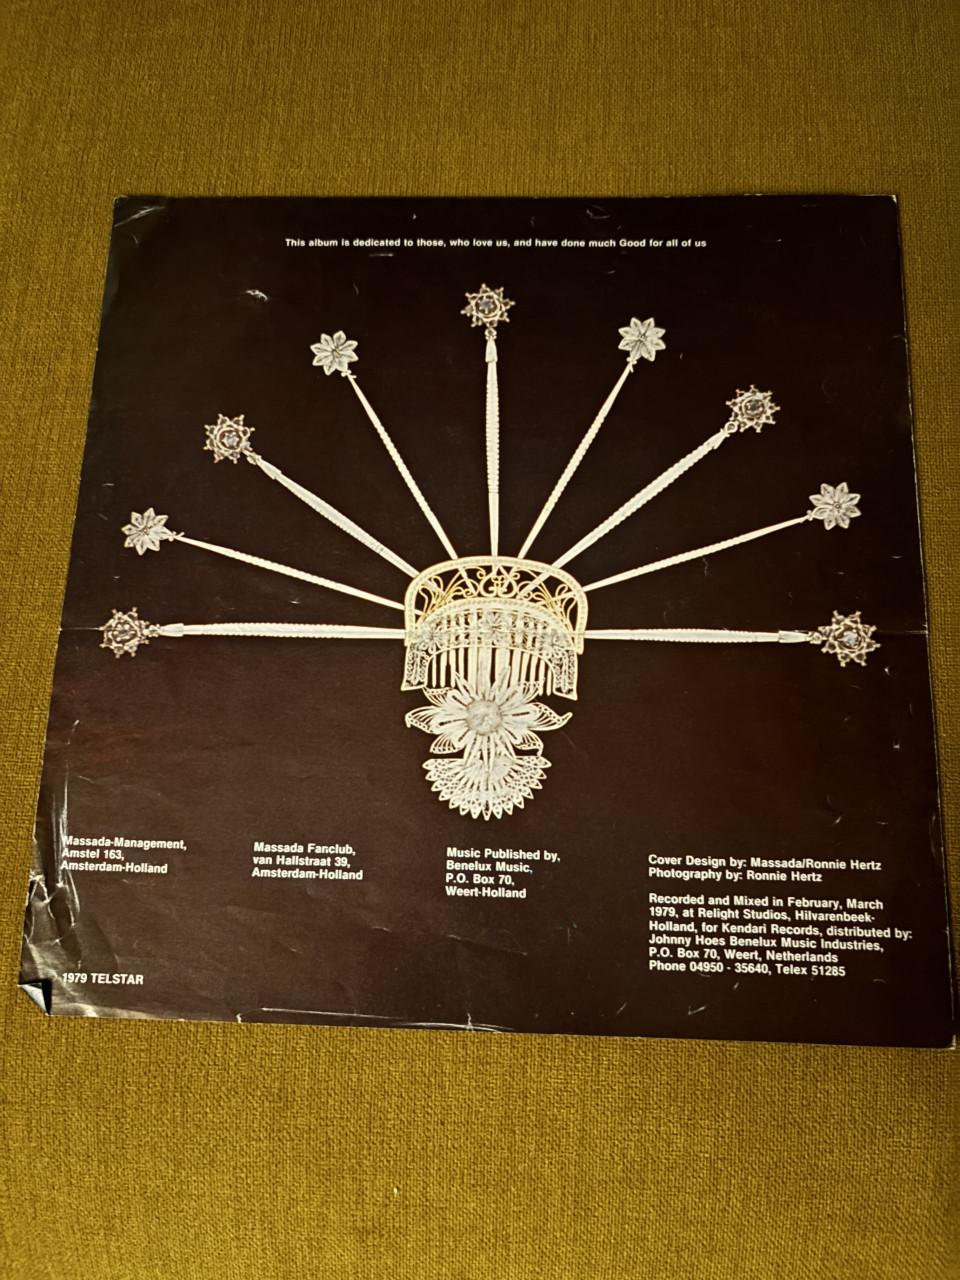 This album is dedicated to those, who love us, and have done much Good for all of us
Massada-Management,
Amstel 163,
Amsterdam-Holland
Massada Fanclub,
van Hallstraat 39,
Amsterdam-Holland
Music Published by,
Benelux Music,
P.O. Box 70,
Weert-Holland
Cover Design by: Massada/Ronnie Hertz
Photography by: Ronnie Hertz
Recorded and Mixed in February, March
1979, at Relight Studios, Hilvarenbeek-
Holland, for Kendari Records, distributed by:
Johnny Hoes Benelux Music Industries,
P.O. Box 70, Weert, Netherlands
Phone 04950 - 35640, Telex 51285
1979 TELSTAR